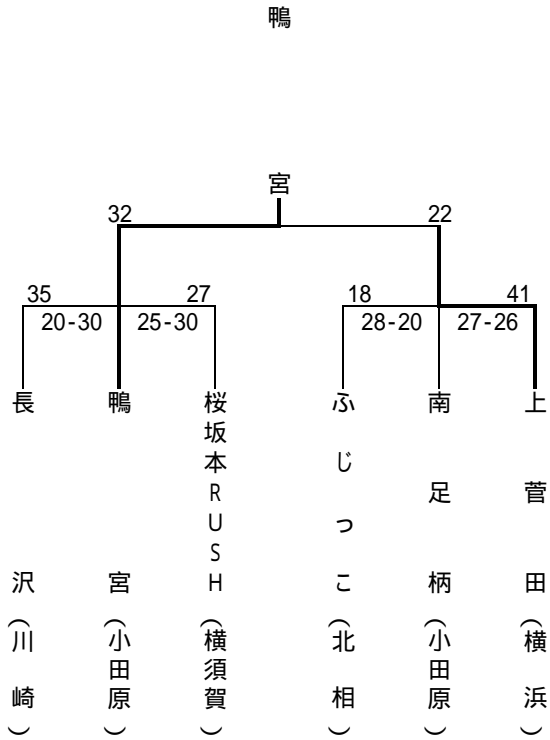 鴨宮
32 22
35 27 18 41
20-30 25-30 28-20 27-26
長沢(川崎)
鴨宮(小田原)
桜坂本RUSH(横須賀)
ふじっこ(北相)
南足柄(小田原)
上菅田(横浜)